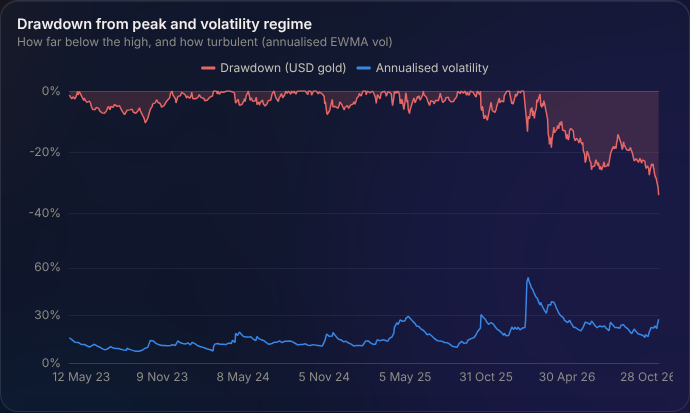 Drawdown from peak and volatility regime
How far below the high, and how turbulent (annualised EWMA vol)
Drawdown (USD gold) Annualised volatility
0%
-20%
-40%
60%
30%
0%
12 May 23 9 Nov 23 8 May 24 5 Nov 24 5 May 25 31 Oct 25 30 Apr 26 28 Oct 26